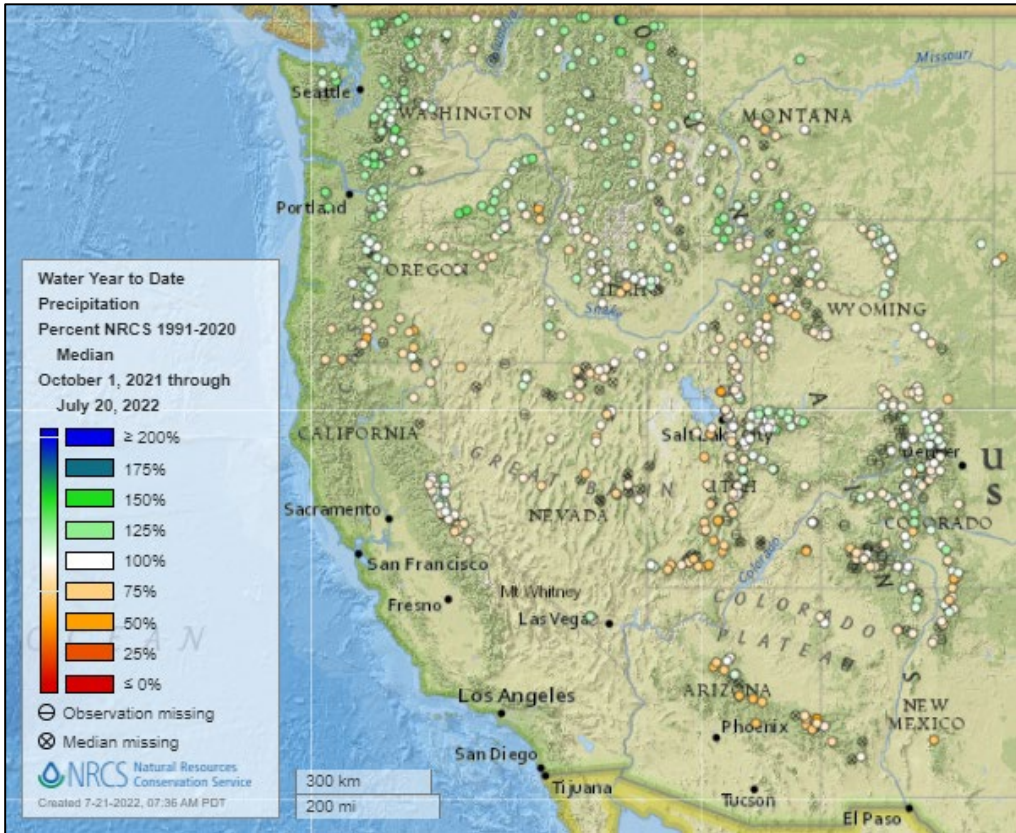 Water Year to Date
Precipitation
Percent NRCS 1991-2020
Median
October 1, 2021 through
July 20, 2022
≥ 200%
175%
150%
125%
100%
75%
50%
25%
≤ 0%
Observation missing
Median missing
NRCS Natural Resources
Conservation Service
Created 7-21-2022, 07:36 AM PDT
300 km
200 mi
Seattle
WASHINGTON
Missouri
MONTANA
Portland
OREGON
Snake
WYOMING
CALIFORNIA
Salt Lake City
GREAT BASIN
UTAH
NEVADA
Denver
U
S
COLORADO
Sacramento
San Francisco
Colorado
Fresno
Mt Whitney
Las Vegas
COLORADO
PLATEAU
OCEAN
Los Angeles
ARIZONA
NEW
MEXICO
Phoenix
San Diego
Tijuana
Tucson
El Paso